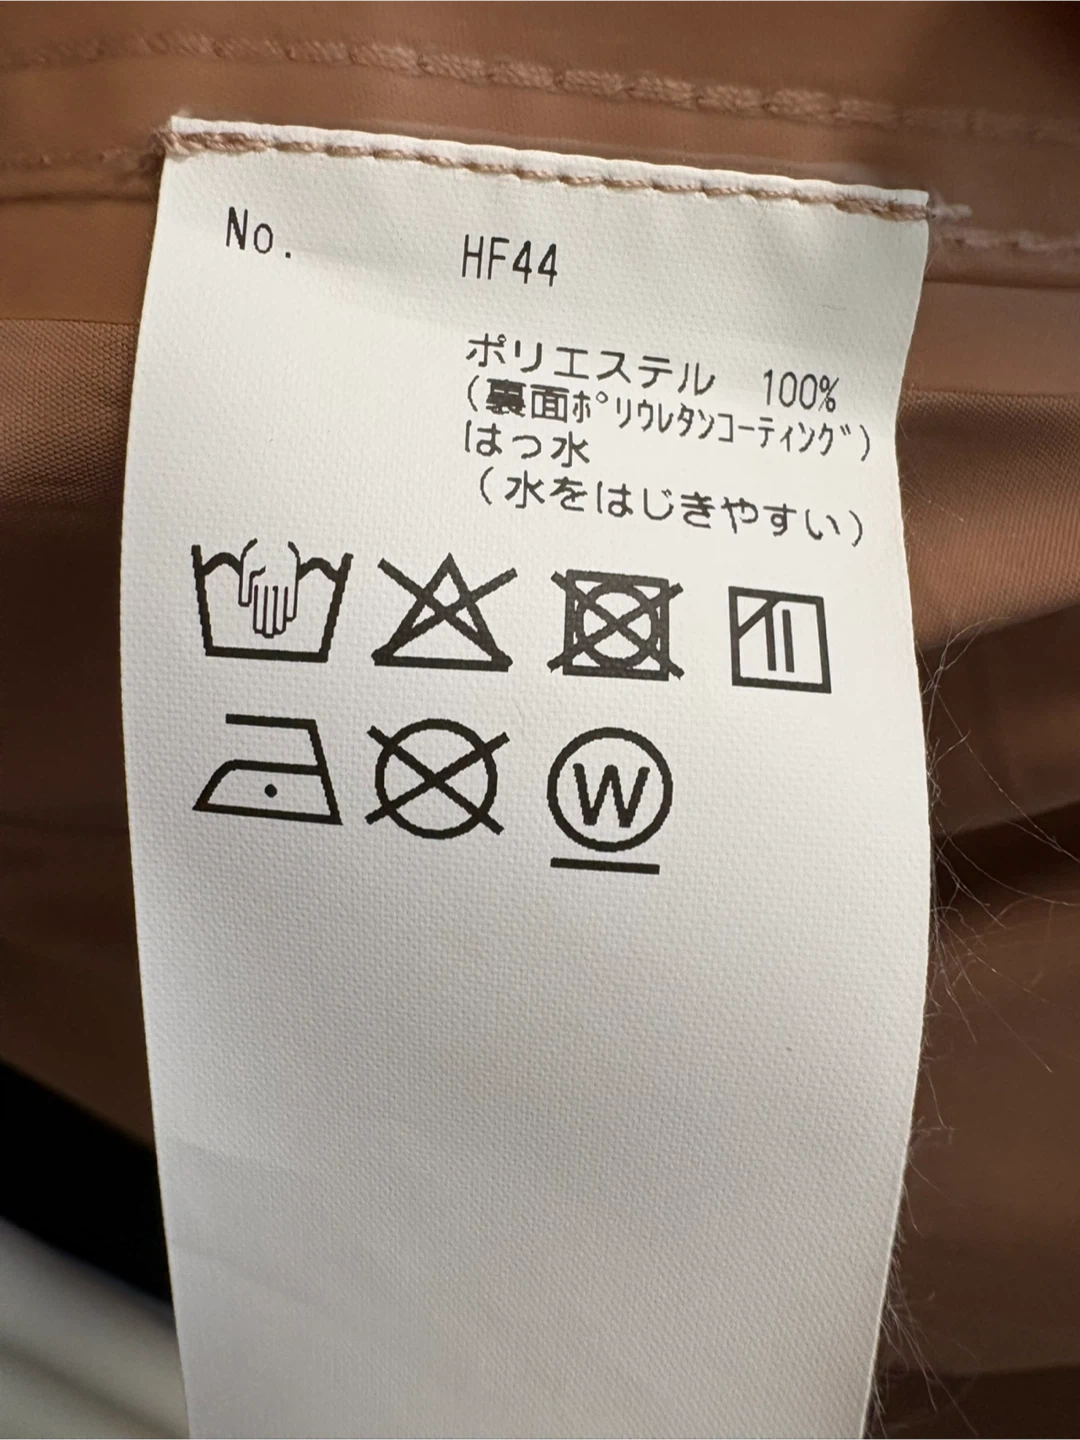 No. HF44
ポリエステル 100%
(裏面ﾎﾟﾘｳﾚﾀﾝｺｰﾃｨﾝｸﾞ)
はっ水
(水をはじきやすい)
W